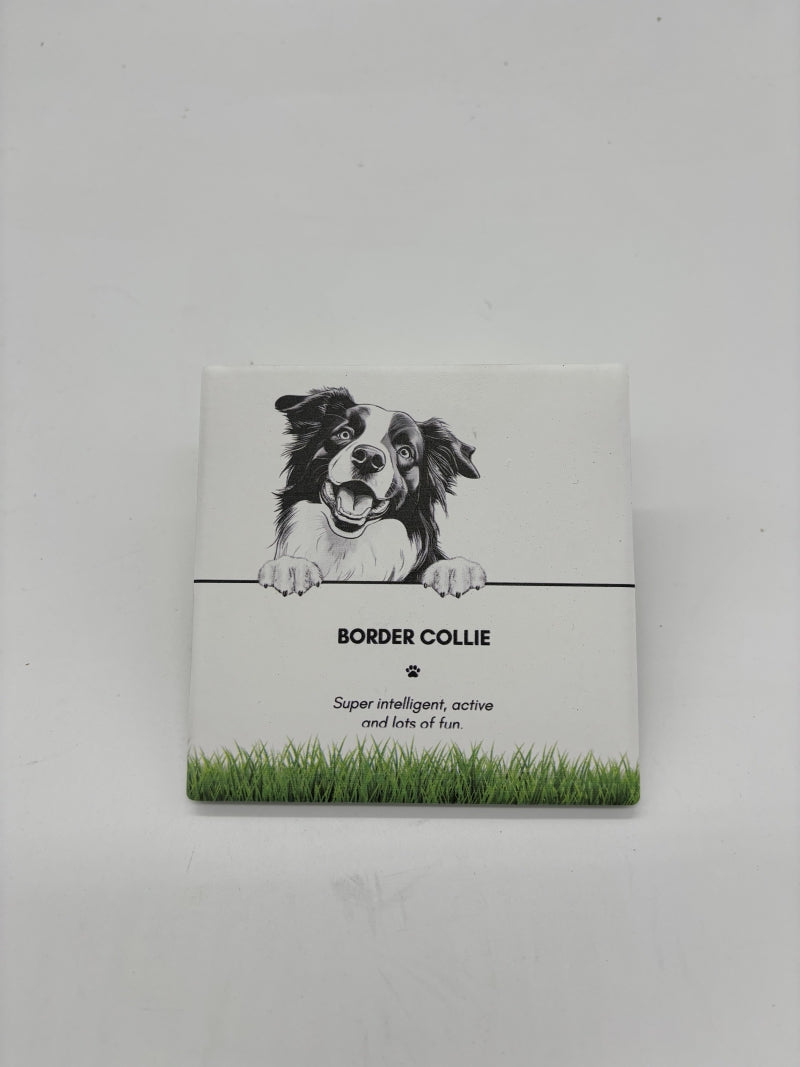 BORDER COLLIE
Super intelligent, active
and lots of fun.